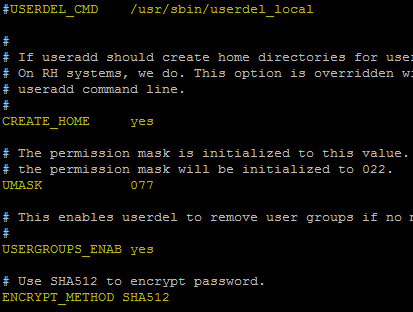 #USERDEL_CMD    /usr/sbin/userdel_local
#
# If useradd should create home directories for
# On RH systems, we do. This option is overridden
# useradd command line.
#
CREATE_HOME     yes
# The permission mask is initialized to this value.
# the permission mask will be initialized to 022.
UMASK           077
# This enables userdel to remove user groups if no
#
USERGROUPS_ENAB yes
# Use SHA512 to encrypt password.
ENCRYPT_METHOD SHA512